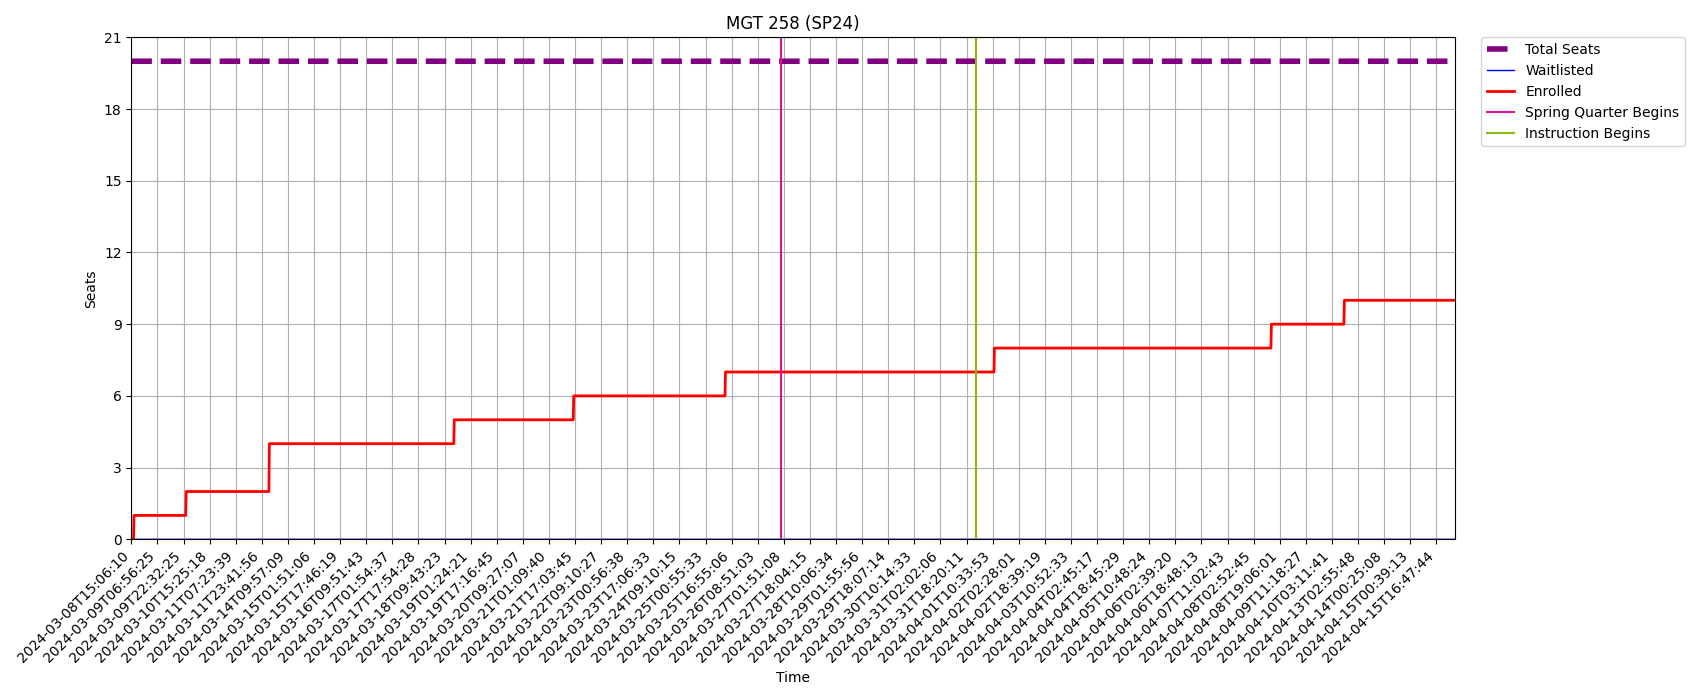 MGT 258 (SP24)
21
18
15
12
9
6
3
0
Seats
Total Seats
Waitlisted
Enrolled
Spring Quarter Begins
Instruction Begins
2024-03-08T15:06:10
2024-03-09T06:56:25
2024-03-09T22:32:25
2024-03-10T15:25:18
2024-03-11T07:23:39
2024-03-11T23:41:56
2024-03-14T09:57:09
2024-03-15T01:51:06
2024-03-15T17:46:19
2024-03-16T09:51:43
2024-03-17T01:54:37
2024-03-17T17:54:28
2024-03-18T09:43:23
2024-03-19T01:24:21
2024-03-19T17:16:45
2024-03-20T09:27:07
2024-03-21T01:09:40
2024-03-21T17:03:45
2024-03-22T09:10:27
2024-03-23T00:56:38
2024-03-23T17:06:33
2024-03-24T09:10:15
2024-03-25T00:55:33
2024-03-25T16:55:06
2024-03-26T08:51:03
2024-03-27T01:51:08
2024-03-27T18:04:15
2024-03-28T10:06:34
2024-03-29T01:55:56
2024-03-29T18:07:14
2024-03-30T10:14:33
2024-03-31T02:02:06
2024-03-31T18:20:11
2024-04-01T10:33:53
2024-04-02T02:28:01
2024-04-02T18:39:19
2024-04-03T10:52:33
2024-04-04T02:45:17
2024-04-04T18:45:29
2024-04-05T10:48:24
2024-04-06T02:39:20
2024-04-06T18:48:13
2024-04-07T11:02:43
2024-04-08T02:52:45
2024-04-08T19:06:01
2024-04-09T11:18:27
2024-04-10T03:11:41
2024-04-13T02:55:48
2024-04-14T00:25:08
2024-04-15T00:39:13
2024-04-15T16:47:44
Time